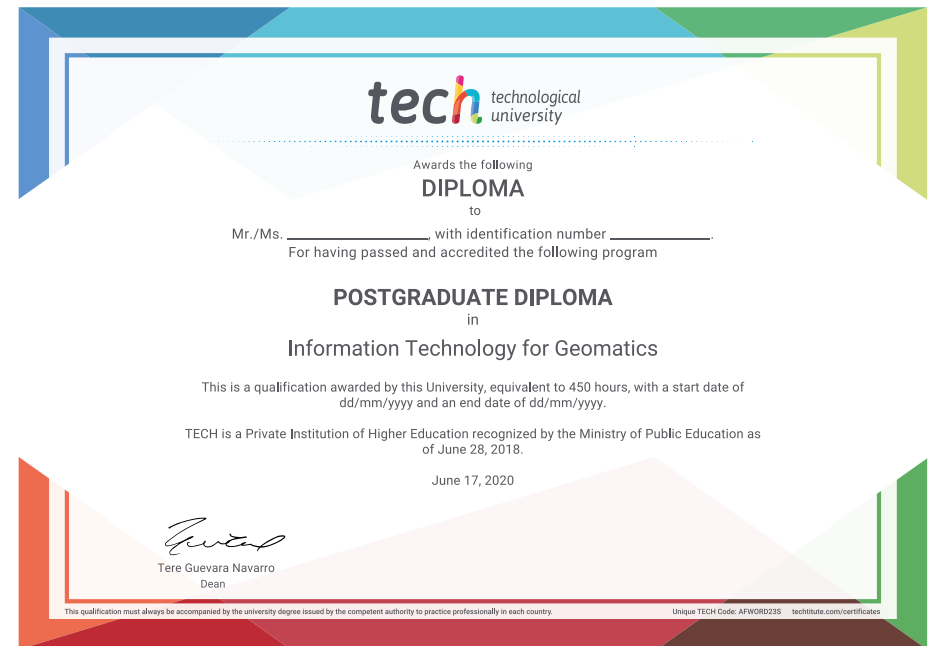 tech technological
university
Awards the following
DIPLOMA
to
Mr./Ms. ____________________, with identification number ______________.
For having passed and accredited the following program
POSTGRADUATE DIPLOMA
in
Information Technology for Geomatics
This is a qualification awarded by this University, equivalent to 450 hours, with a start date of
dd/mm/yyyy and an end date of dd/mm/yyyy.
TECH is a Private Institution of Higher Education recognized by the Ministry of Public Education as
of June 28, 2018.
June 17, 2020
Tere Guevara Navarro
Dean
This qualification must always be accompanied by the university degree issued by the competent authority to practice professionally in each country. Unique TECH Code: AFWORD23S techtitute.com/certificates